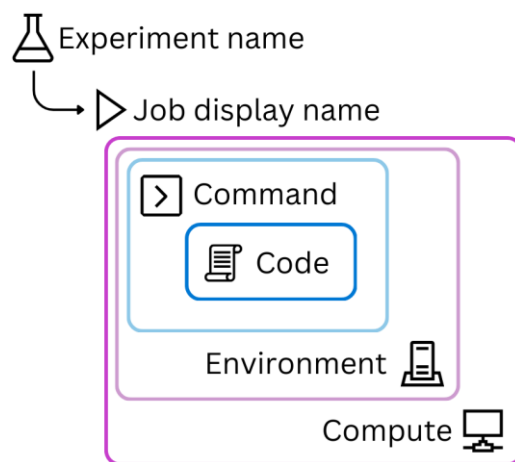 Experiment name
Job display name
Command
Code
Environment
Compute